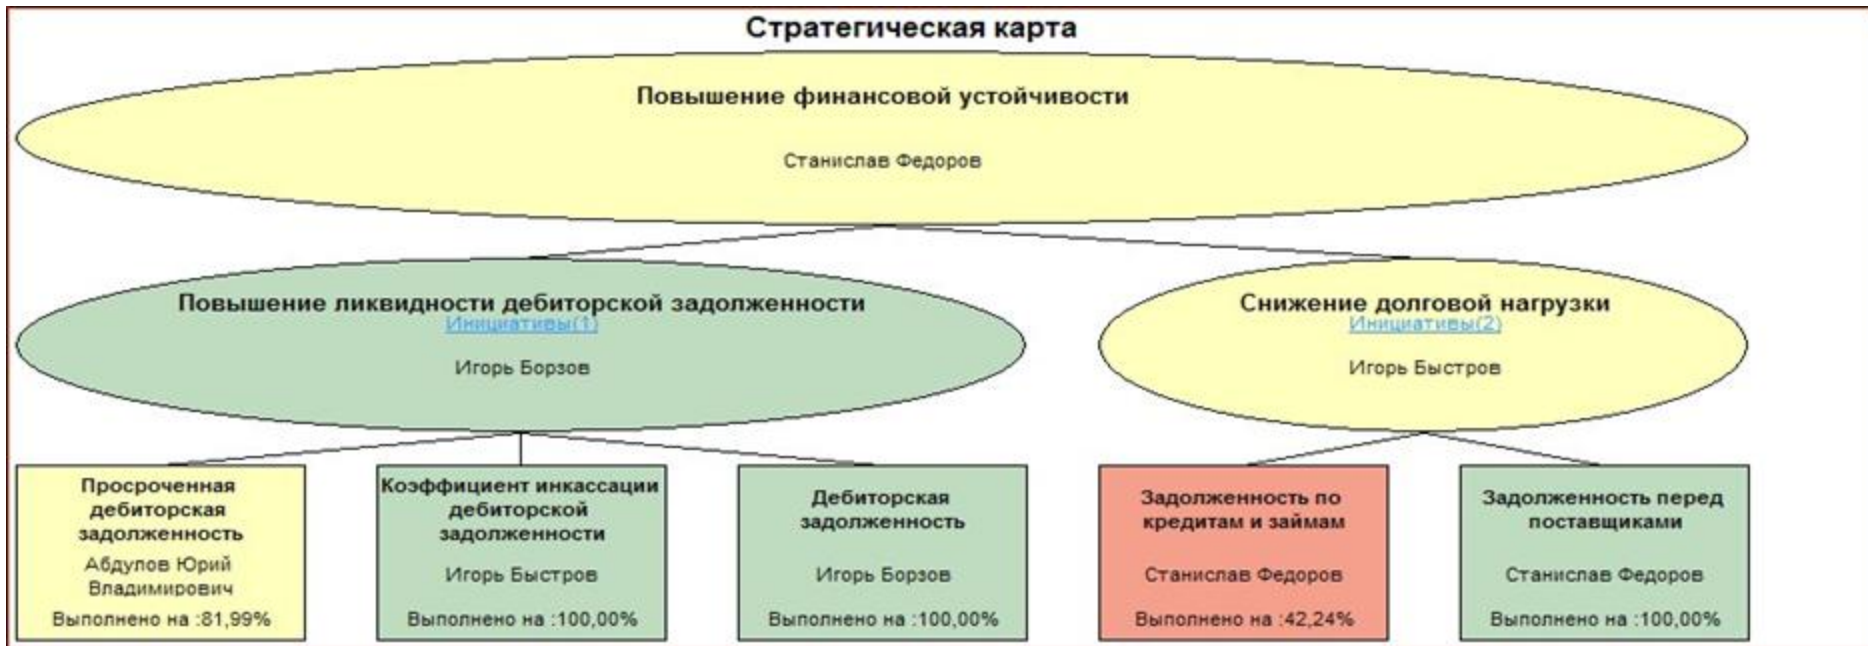 Стратегическая карта
Повышение финансовой устойчивости
Станислав Федоров
Повышение ликвидности дебиторской задолженности
Инициативы(1)
Игорь Борзов
Снижение долговой нагрузки
Инициативы(2)
Игорь Быстров
Просроченная
дебиторская
задолженность
Абдулов Юрий
Владимирович
Выполнено на :81,99%
Коэффициент инкассации
дебиторской
задолженности
Игорь Быстров
Выполнено на :100,00%
Дебиторская
задолженность
Игорь Борзов
Выполнено на :100,00%
Задолженность по
кредитам и займам
Станислав Федоров
Выполнено на :42,24%
Задолженность перед
поставщиками
Станислав Федоров
Выполнено на :100,00%